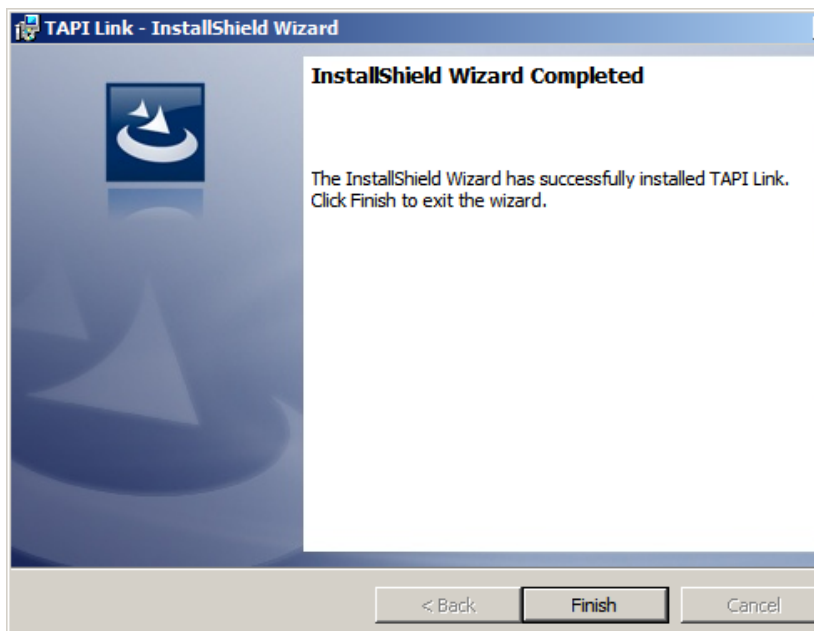 TAPI Link - InstallShield Wizard
InstallShield Wizard Completed
The InstallShield Wizard has successfully installed TAPI Link.
Click Finish to exit the wizard.
< Back
Finish
Cancel